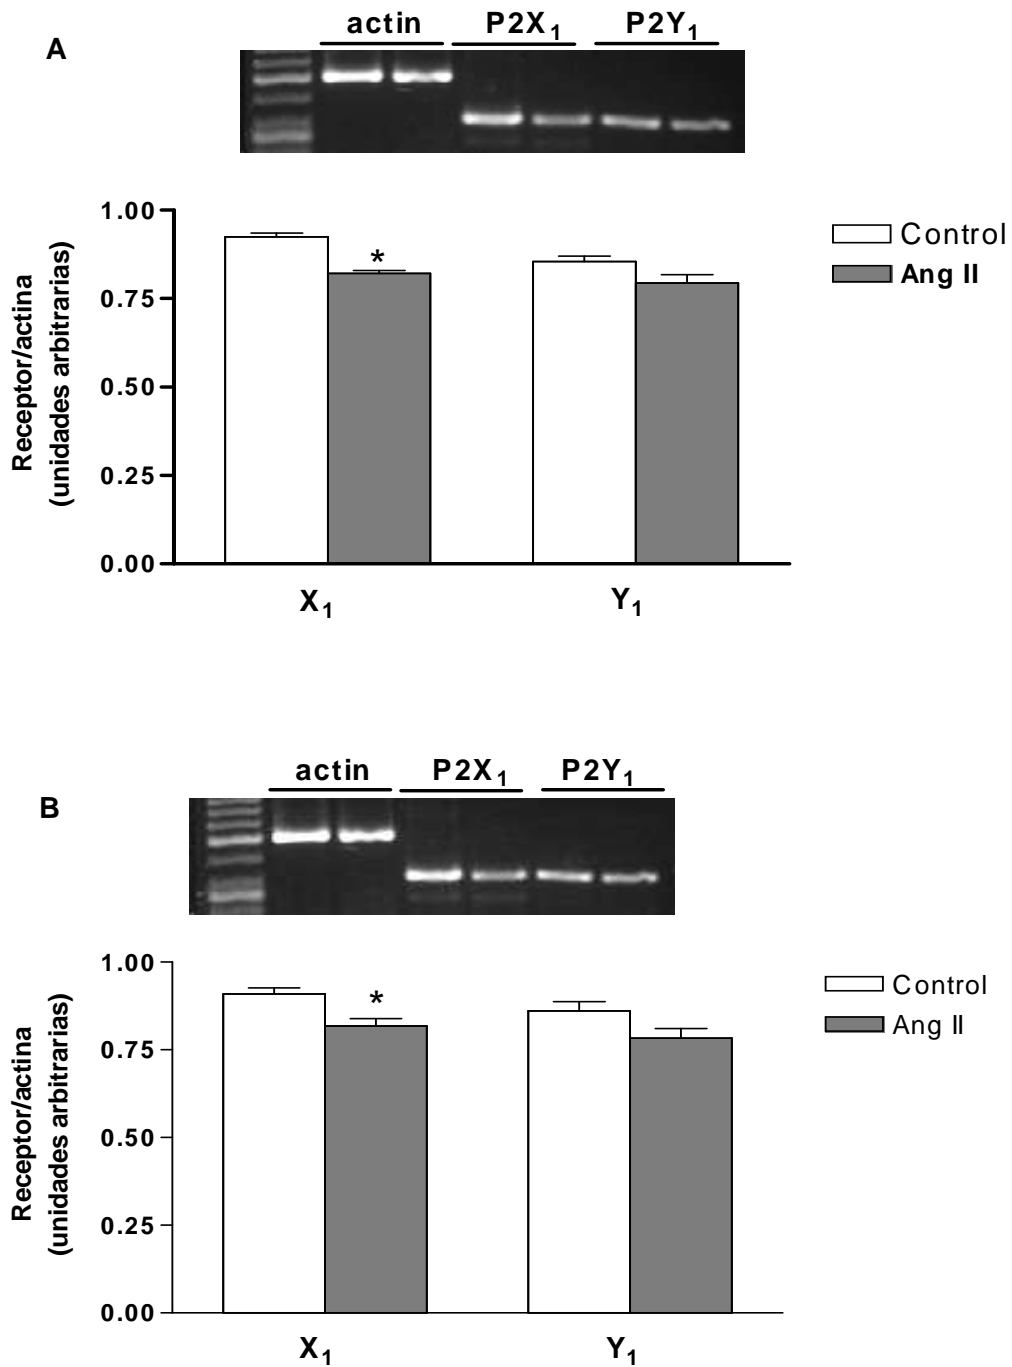 A
actin P2X₁ P2Y₁
1.00
0.75
0.50
0.25
0.00
Receptor/actina
(unidades arbitrarias)
*
Control
Ang II
X₁ Y₁
B
actin P2X₁ P2Y₁
1.00
0.75
0.50
0.25
0.00
Receptor/actina
(unidades arbitrarias)
*
Control
Ang II
X₁ Y₁